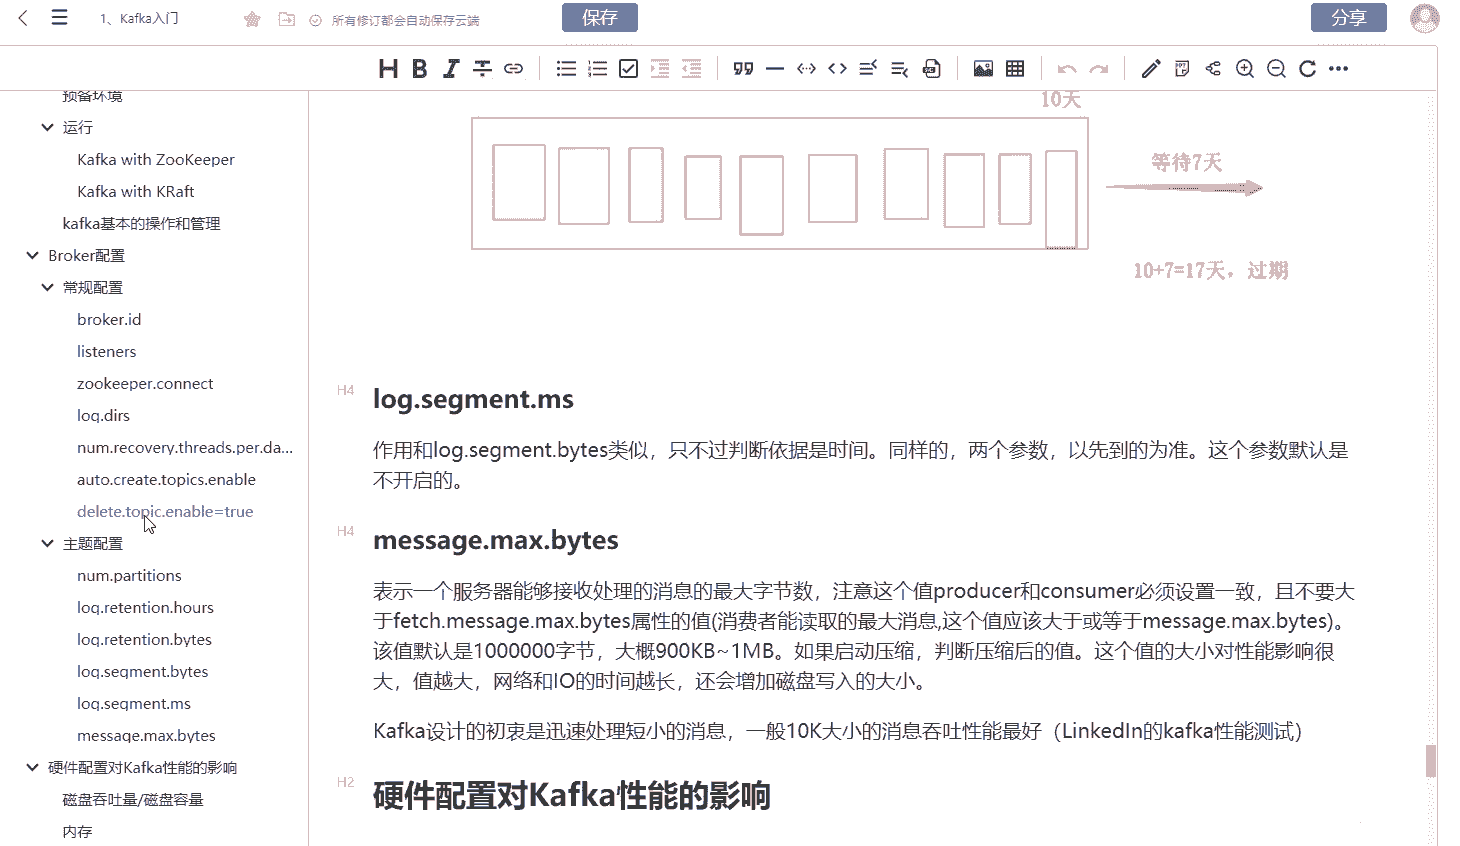 1、Kafka入门
所有修订都会自动保存云端
保存
分享
预备环境
运行
Kafka with ZooKeeper
Kafka with KRaft
kafka基本的操作和管理
Broker配置
常规配置
broker.id
listeners
zookeeper.connect
log.dirs
num.recovery.threads.per.da...
auto.create.topics.enable
delete.topic.enable=true
主题配置
num.partitions
log.retention.hours
log.retention.bytes
log.segment.bytes
log.segment.ms
message.max.bytes
硬件配置对Kafka性能的影响
磁盘吞吐量/磁盘容量
内存
10天
等待7天
10+7=17天，过期
H4
log.segment.ms
作用和log.segment.bytes类似，只不过判断依据是时间。同样的，两个参数，以先到的为准。这个参数默认是
不开启的。
H4
message.max.bytes
表示一个服务器能够接收处理的消息的最大字节数，注意这个值producer和consumer必须设置一致，且不要大
于fetch.message.max.bytes属性的值(消费者能读取的最大消息,这个值应该大于或等于message.max.bytes)。
该值默认是1000000字节，大概900KB~1MB。如果启动压缩，判断压缩后的值。这个值的大小对性能影响很
大，值越大，网络和IO的时间越长，还会增加磁盘写入的大小。
Kafka设计的初衷是迅速处理短小的消息，一般10K大小的消息吞吐性能最好（LinkedIn的kafka性能测试）
H2
硬件配置对Kafka性能的影响